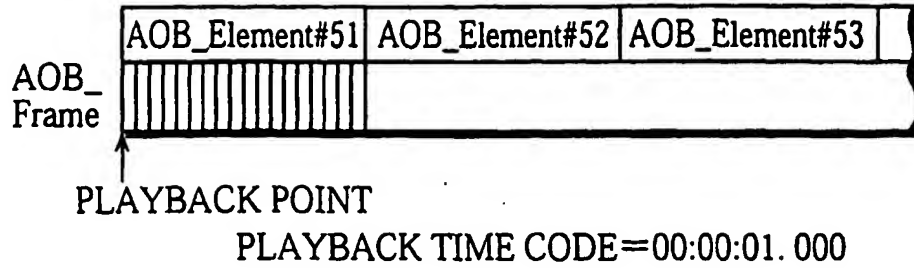 AOB_Element#51 AOB_Element#52 AOB_Element#53
AOB_
Frame
PLAYBACK POINT
PLAYBACK TIME CODE=00:00:01. 000